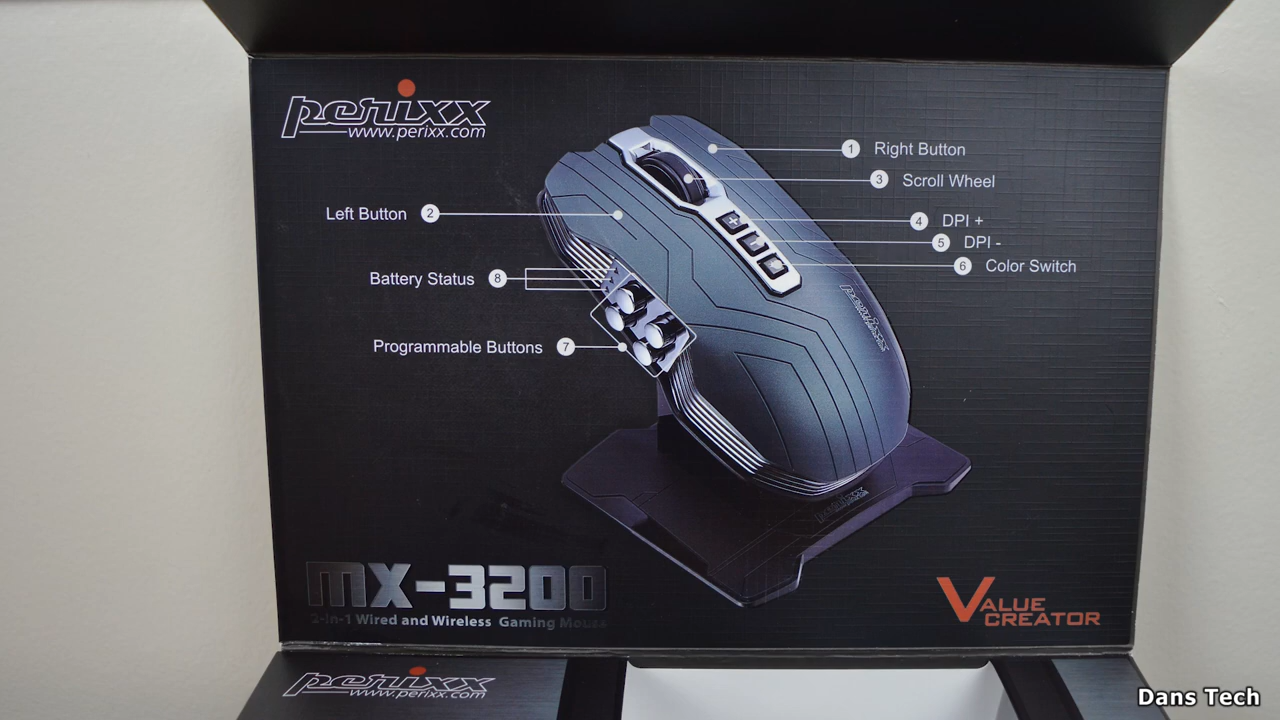 perixx
www.perixx.com
1 Right Button
3 Scroll Wheel
Left Button 2
4 DPI +
5 DPI -
6 Color Switch
Battery Status 8
perixx
Programmable Buttons 7
perixx
MX-3200
2-in-1 Wired and Wireless Gaming Mouse
VALUE
CREATOR
perixx
www.perixx.com
Dans Tech